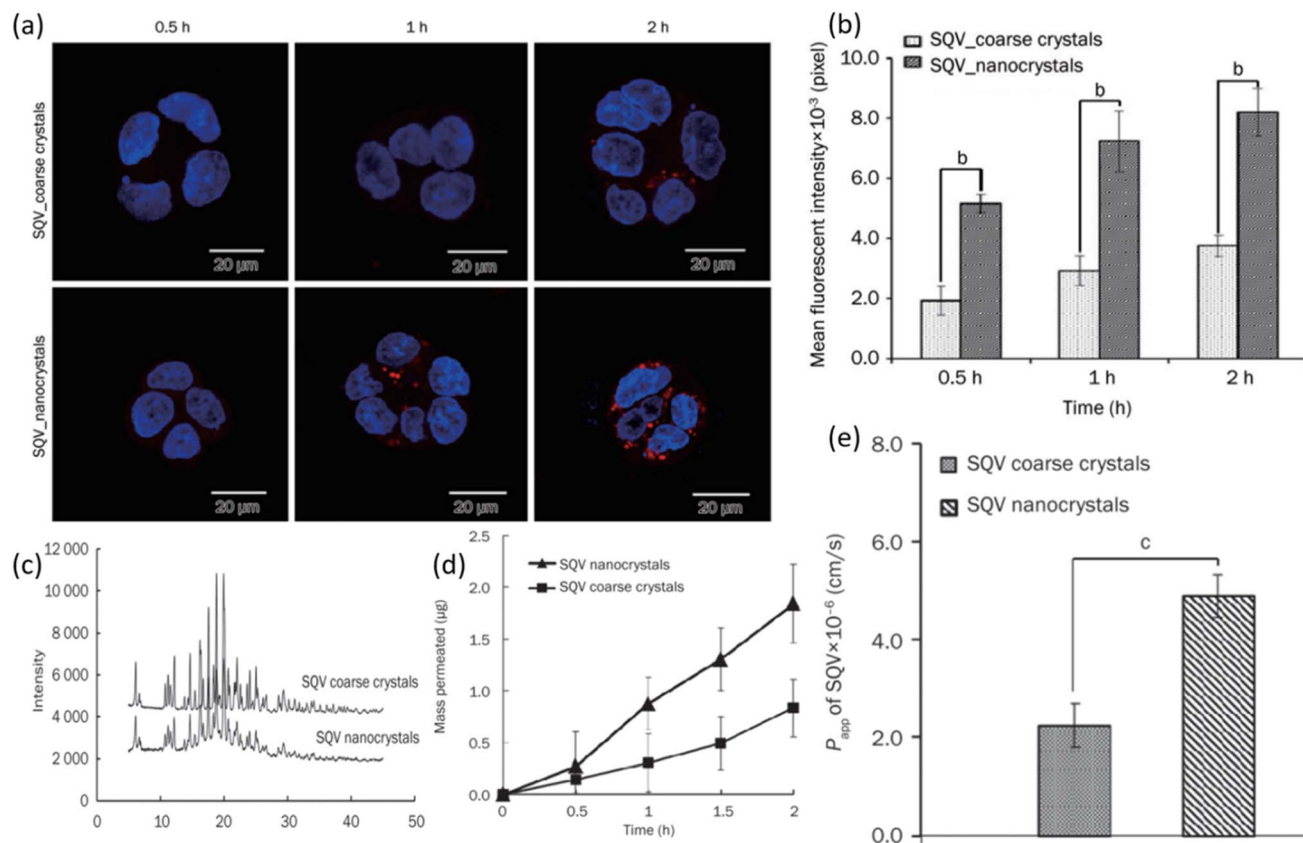 (a)
0.5 h
1 h
2 h
SQV_coarse crystals
20 µm
20 µm
20 µm
SQV_nanocrystals
20 µm
20 µm
20 µm
(b)
SQV_coarse crystals
SQV_nanocrystals
Mean fluorescent intensity×10⁻³ (pixel)
10.0
8.0
6.0
4.0
2.0
0.0
b
b
b
0.5 h
1 h
2 h
Time (h)
(c)
Intensity
12 000
10 000
8 000
6 000
4 000
2 000
0
SQV coarse crystals
SQV nanocrystals
0
10
20
30
40
50
(d)
Mass permeated (µg)
2.5
2.0
1.5
1.0
0.5
0.0
SQV nanocrystals
SQV coarse crystals
0
0.5
1
1.5
2
Time (h)
(e)
Papp of SQV×10⁻⁶ (cm/s)
8.0
6.0
4.0
2.0
0.0
SQV coarse crystals
SQV nanocrystals
c